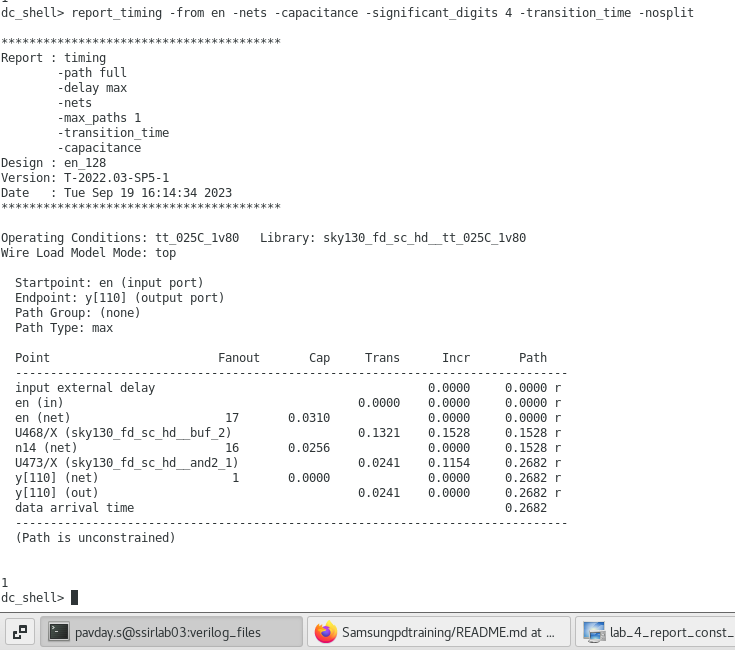 1
dc_shell> report_timing -from en -nets -capacitance -significant_digits 4 -transition_time -nosplit
****************************************
Report : timing
        -path full
        -delay max
        -nets
        -max_paths 1
        -transition_time
        -capacitance
Design : en_128
Version: T-2022.03-SP5-1
Date   : Tue Sep 19 16:14:34 2023
****************************************
Operating Conditions: tt_025C_1v80   Library: sky130_fd_sc_hd__tt_025C_1v80
Wire Load Model Mode: top
  Startpoint: en (input port)
  Endpoint: y[110] (output port)
  Path Group: (none)
  Path Type: max
  Point                        Fanout       Cap     Trans      Incr       Path
  -------------------------------------------------------------------------------
  input external delay                                       0.0000     0.0000 r
  en (in)                                          0.0000    0.0000     0.0000 r
  en (net)                      17       0.0310              0.0000     0.0000 r
  U468/X (sky130_fd_sc_hd__buf_2)                  0.1321    0.1528     0.1528 r
  n14 (net)                     16       0.0256              0.0000     0.1528 r
  U473/X (sky130_fd_sc_hd__and2_1)                 0.0241    0.1154     0.2682 r
  y[110] (net)                   1       0.0000              0.0000     0.2682 r
  y[110] (out)                                     0.0241    0.0000     0.2682 r
  data arrival time                                                     0.2682
  -------------------------------------------------------------------------------
  (Path is unconstrained)
1
dc_shell>
pavday.s@ssirlab03:verilog_files
Samsungpdtraining/README.md at ...
lab_4_report_const_